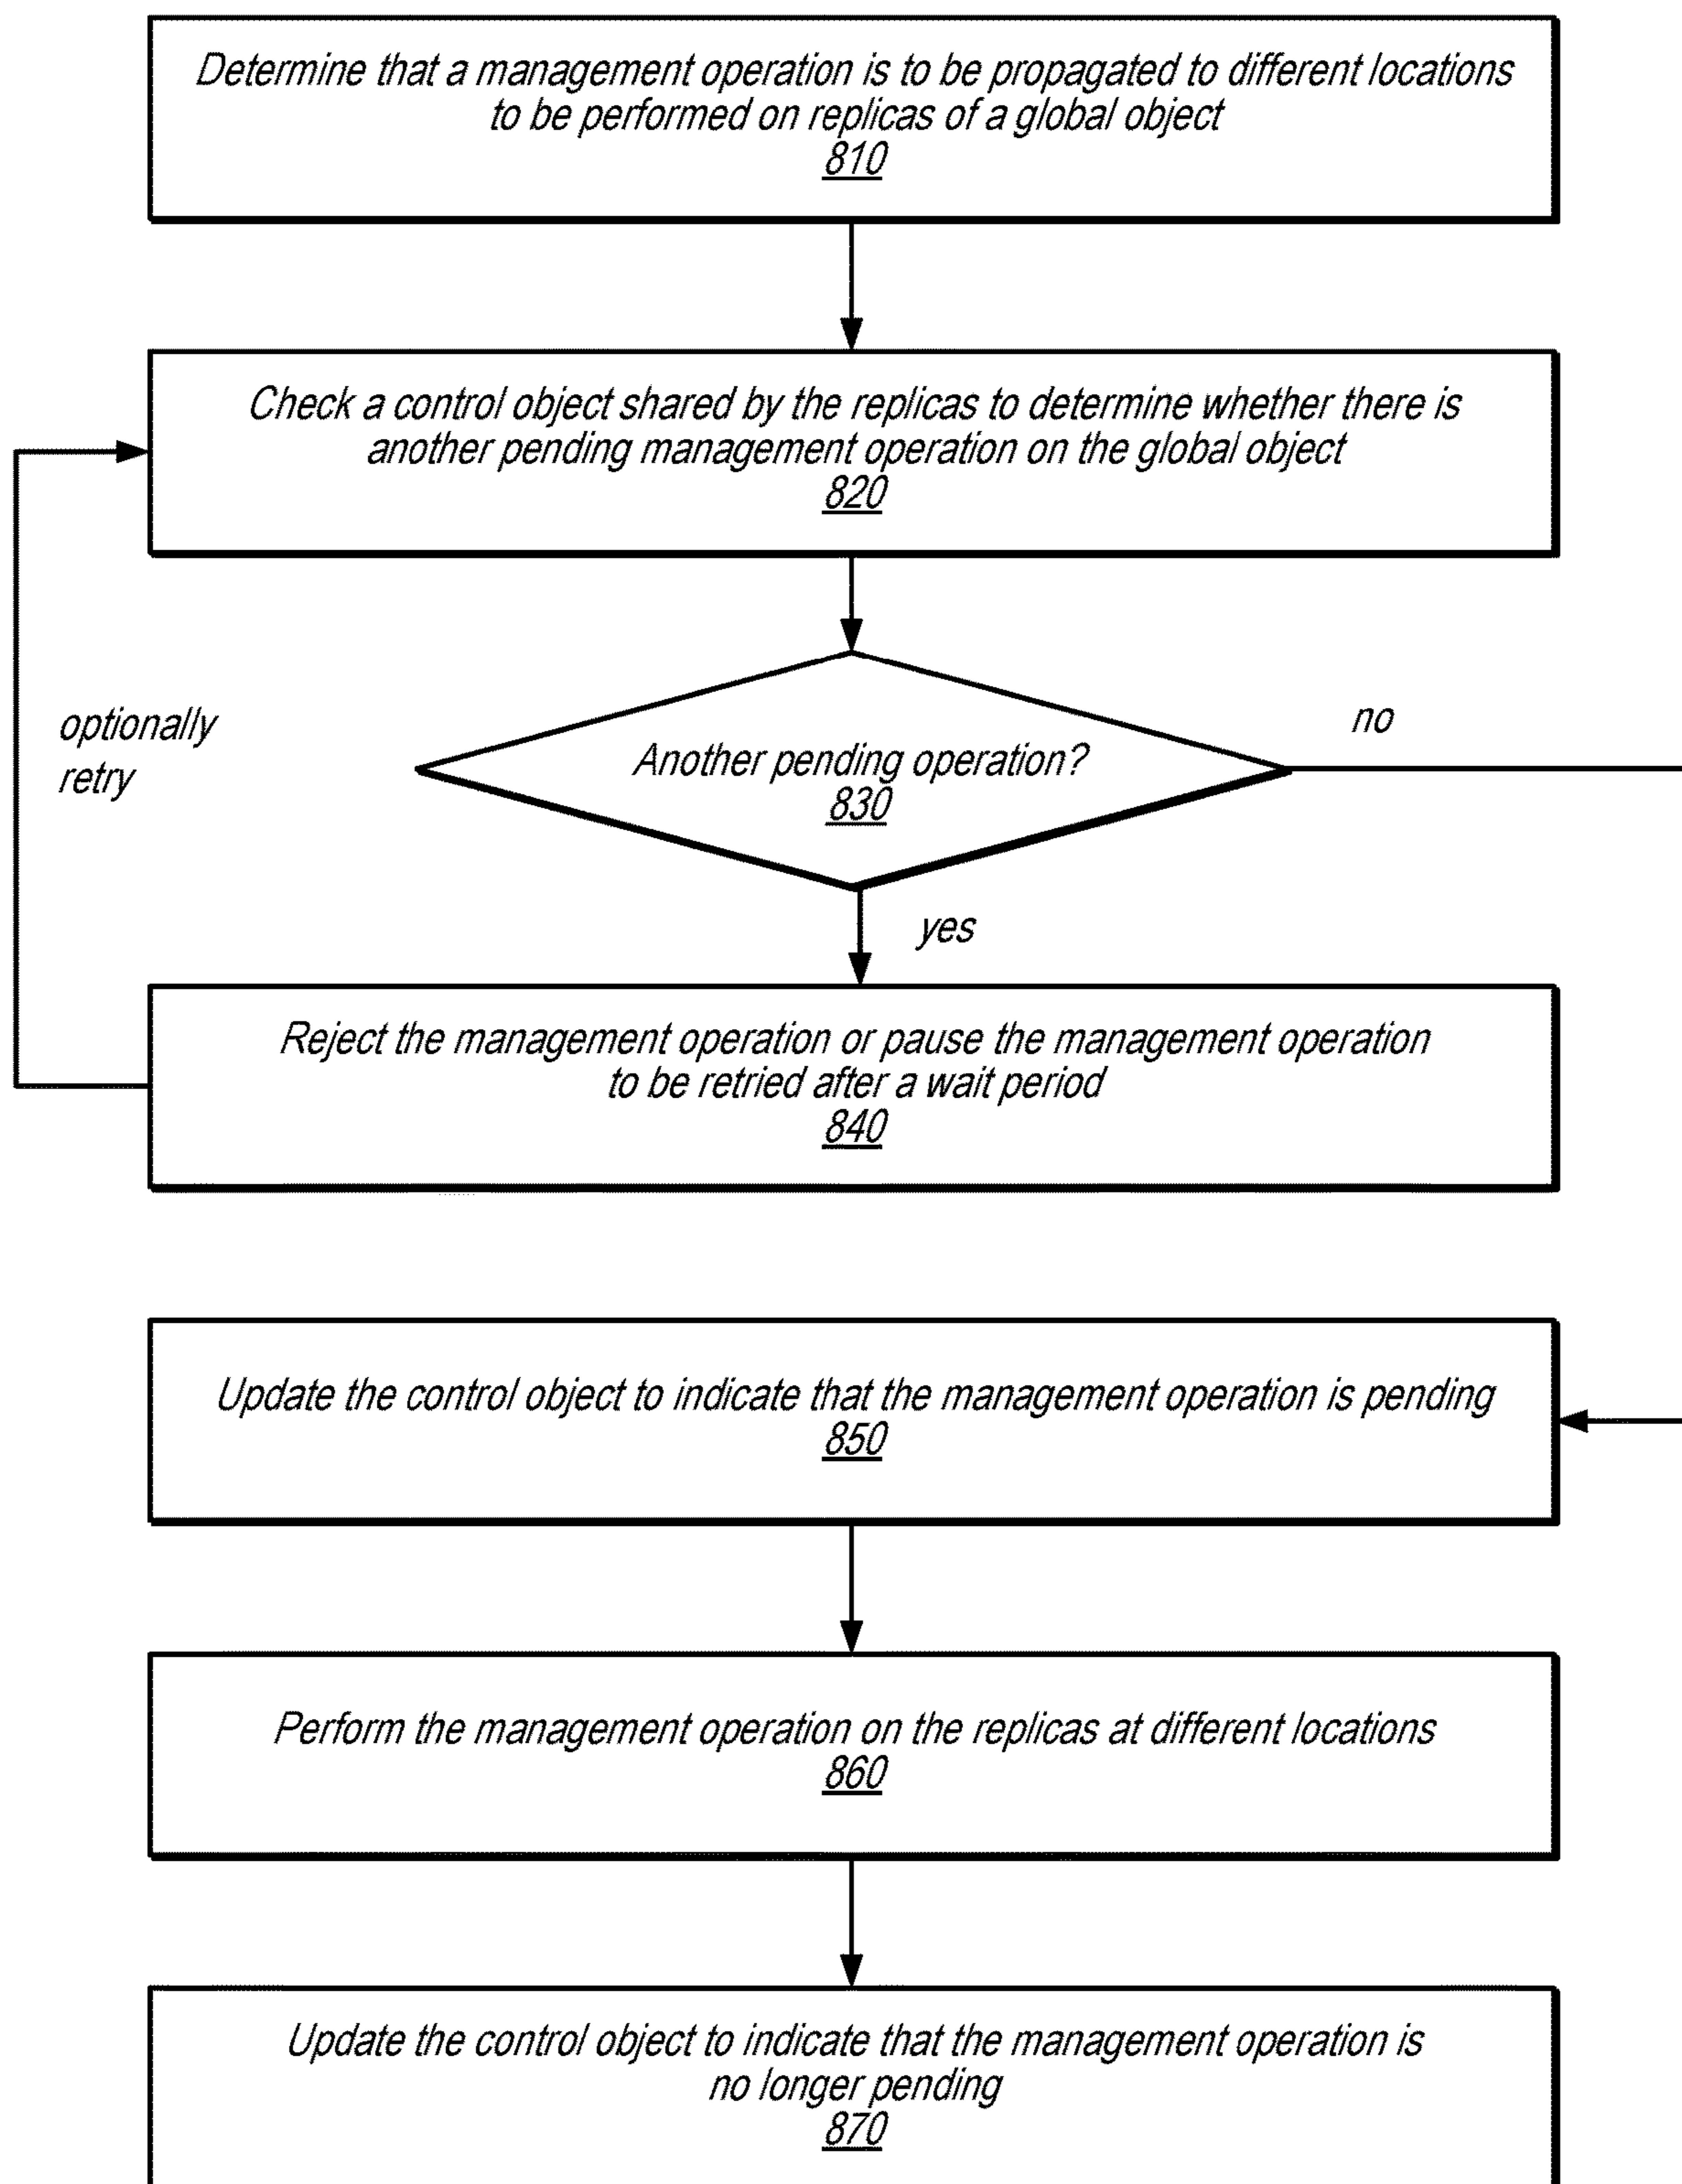 Determine that a management operation is to be propagated to different locations
to be performed on replicas of a global object
810
Check a control object shared by the replicas to determine whether there is
another pending management operation on the global object
820
optionally
retry
Another pending operation?
830
no
yes
Reject the management operation or pause the management operation
to be retried after a wait period
840
Update the control object to indicate that the management operation is pending
850
Perform the management operation on the replicas at different locations
860
Update the control object to indicate that the management operation is
no longer pending
870